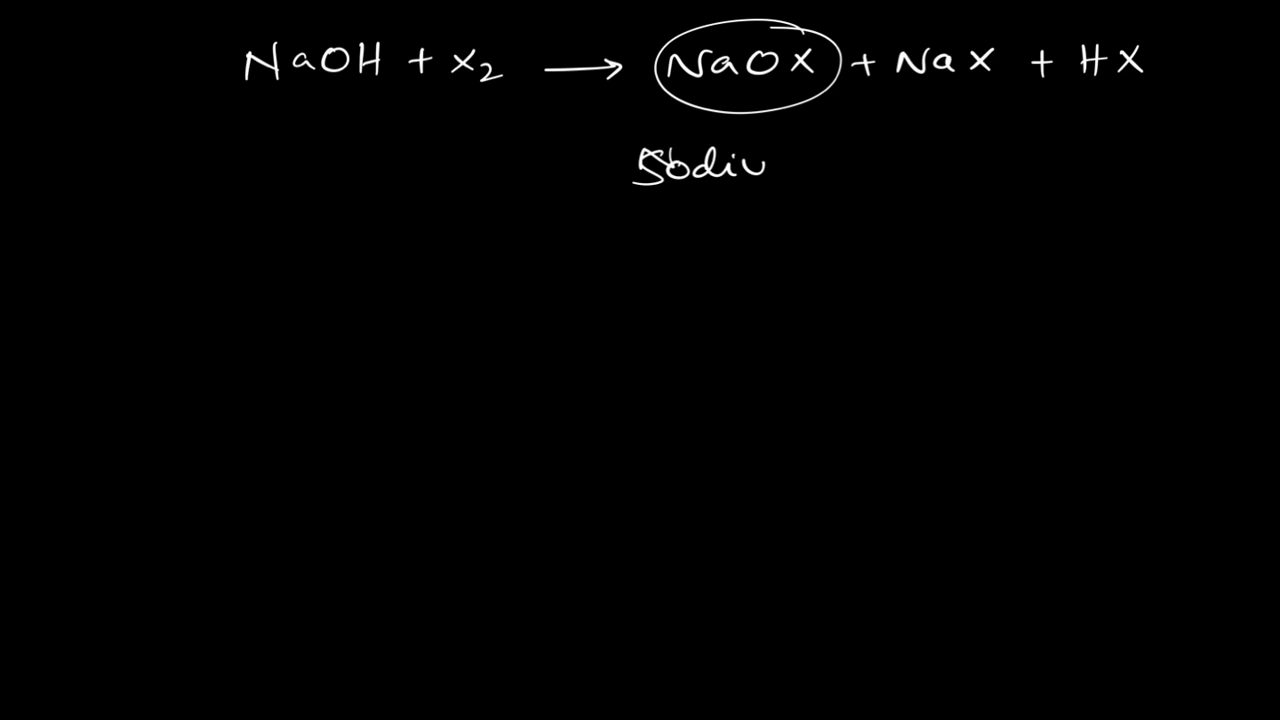 NaOH + X₂ ⟶ NaOX + NaX + HX
Sodiu